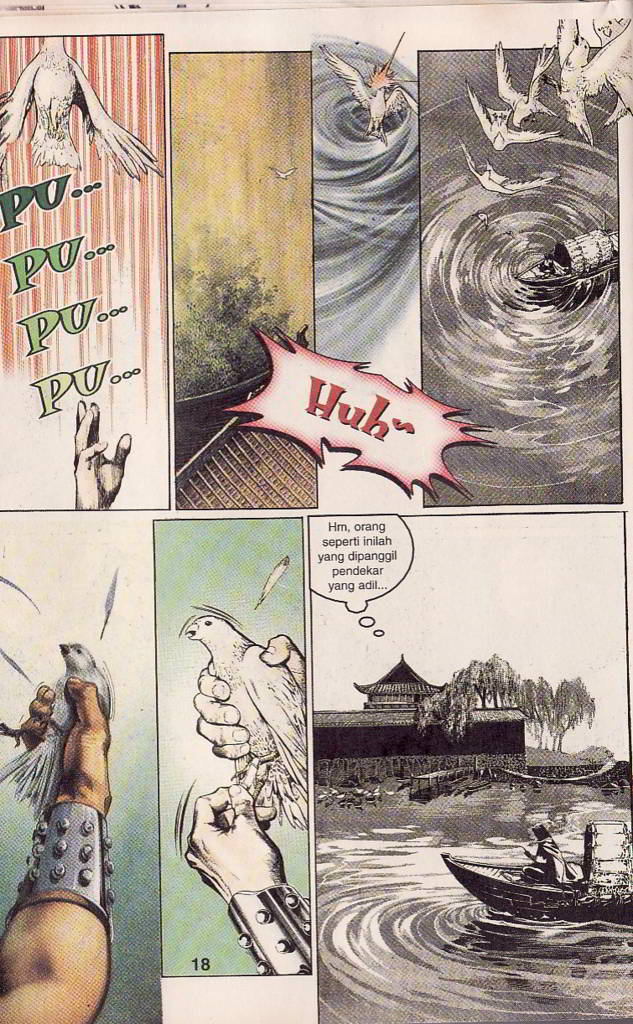 PU...
PU...
PU...
PU...
Huh~
Hm, orang
seperti inilah
yang dipanggil
pendekar
yang adil...
18